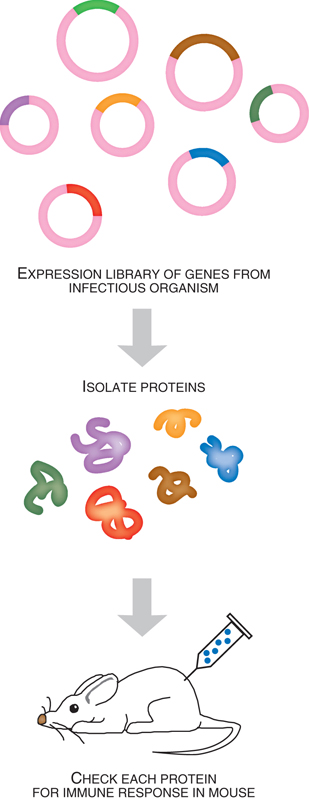 EXPRESSION LIBRARY OF GENES FROM
INFECTIOUS ORGANISM
ISOLATE PROTEINS
CHECK EACH PROTEIN
FOR IMMUNE RESPONSE IN MOUSE